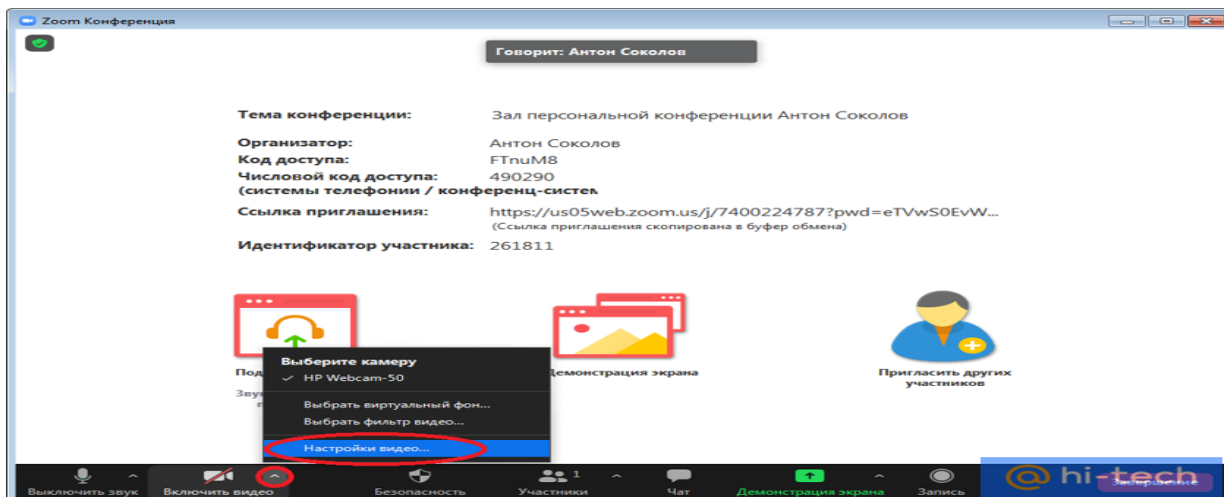 Zoom Конференция
Говорит: Антон Соколов
Тема конференции: Зал персональной конференции Антон Соколов
Организатор: Антон Соколов
Код доступа: FTnuM8
Числовой код доступа: 490290
(системы телефонии / конференц-систем
Ссылка приглашения: https://us05web.zoom.us/j/7400224787?pwd=eTVwS0EvW...
(Ссылка приглашения скопирована в буфер обмена)
Идентификатор участника: 261811
Выберите камеру
✓ HP Webcam-50
Под
Демонстрация экрана
Пригласить других
участников
Зву
Выбрать виртуальный фон...
Выбрать фильтр видео...
Настройки видео...
1
@ hi-tech
Выключить звук Включить видео Безопасность Участники Чат Демонстрация экрана Запись Завершение